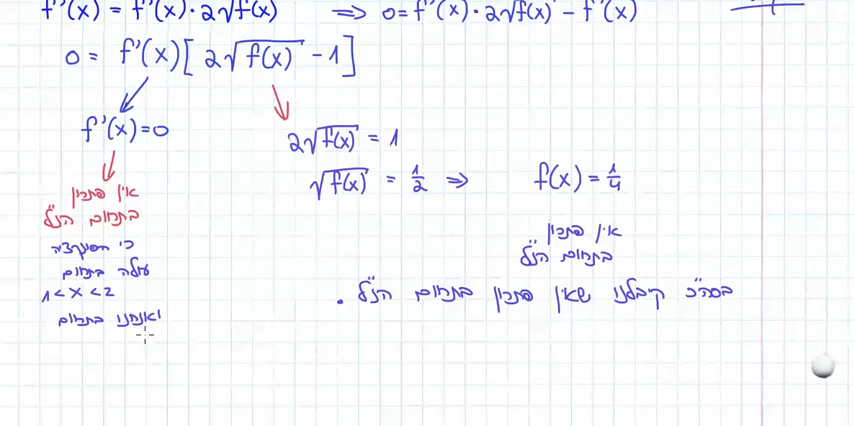 f'(x) = f'(x) · 2√f(x) ⇒ 0 = f'(x) · 2√f(x) − f'(x)
0 = f'(x)[2√f(x) − 1]
f'(x)=0
אין פתרון
בתחום הנ"ל
כי הפונקציה
עולה בתחום
1 < x < 2
ואנחנו בתחום
2√f(x) = 1
√f(x) = 1/2 ⇒ f(x) = 1/4
אין פתרון
בתחום הנ"ל
בסה"כ קיבלנו שאין פתרון בתחום הנ"ל.